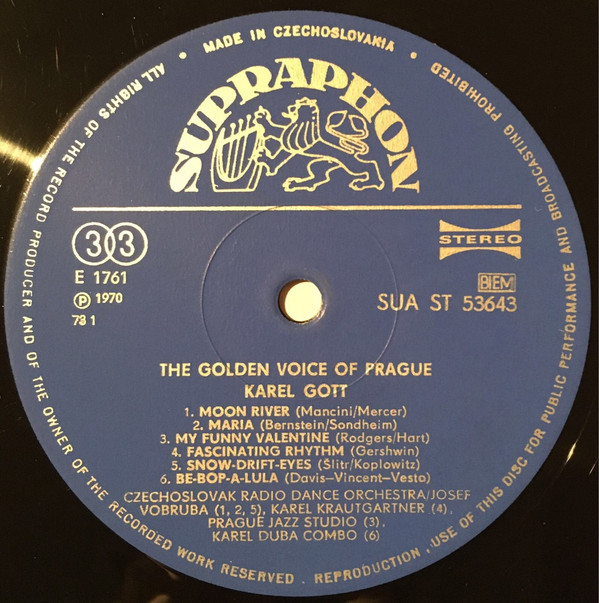 MADE IN CZECHOSLOVAKIA
SUPRAPHON
33
STEREO
E 1761
BIEM
Ⓟ 1970
SUA ST 53643
73 1
THE GOLDEN VOICE OF PRAGUE
KAREL GOTT
1. MOON RIVER (Mancini/Mercer)
2. MARIA (Bernstein/Sondheim)
3. MY FUNNY VALENTINE (Rodgers/Hart)
4. FASCINATING RHYTHM (Gershwin)
5. SNOW-DRIFT-EYES (Slitr/Koplowitz)
6. BE-BOP-A-LULA (Davis—Vincent—Vesta)
CZECHOSLOVAK RADIO DANCE ORCHESTRA/JOSEF
VOBRUBA (1, 2, 5), KAREL KRAUTGARTNER (4),
PRAGUE JAZZ STUDIO (3),
KAREL DUBA COMBO (6)
ALL RIGHTS OF THE RECORD PRODUCER AND OF THE OWNER OF THE RECORDED WORK RESERVED . REPRODUCTION , USE OF THIS DISC FOR PUBLIC PERFORMANCE AND BROADCASTING PROHIBITED